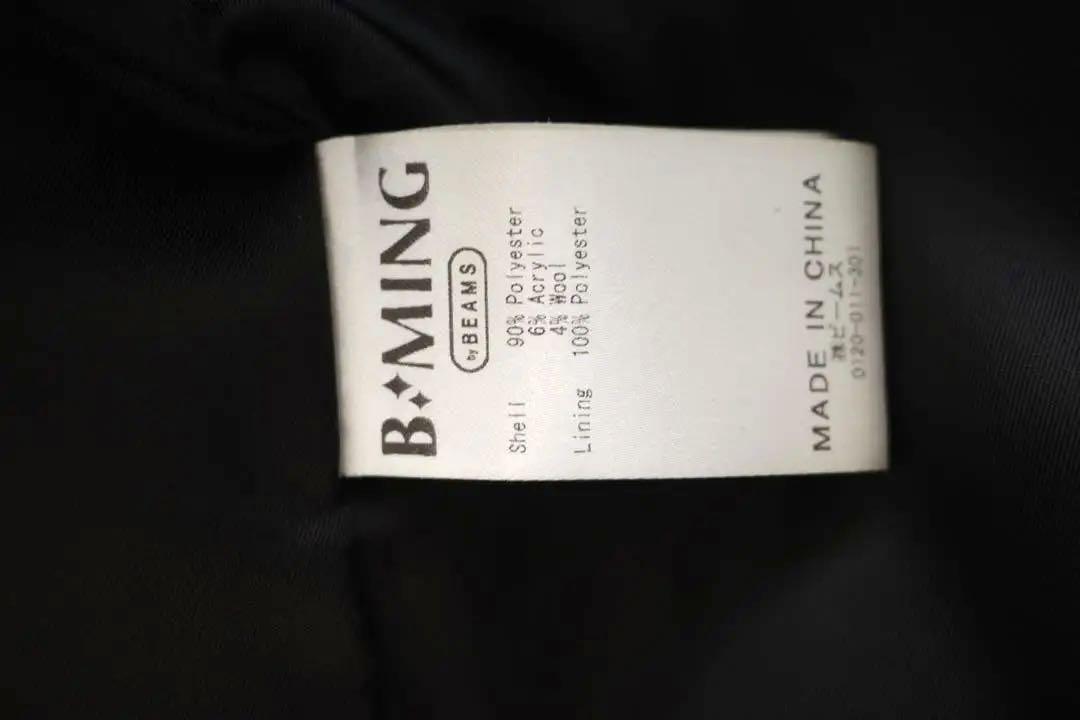 B MING
by BEAMS
Shell 90% Polyester
6% Acrylic
4% Wool
Lining 100% Polyester
MADE IN CHINA
㈱ビームス
0120-011-301